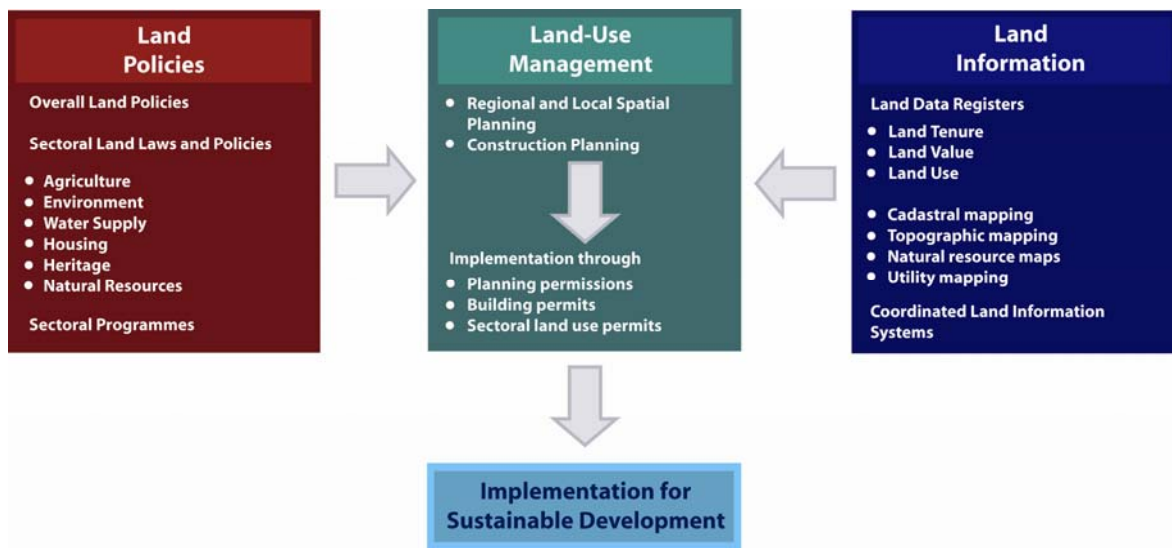 Land
Policies
Overall Land Policies
Sectoral Land Laws and Policies
• Agriculture
• Environment
• Water Supply
• Housing
• Heritage
• Natural Resources
Sectoral Programmes
Land-Use
Management
• Regional and Local Spatial
Planning
• Construction Planning
Implementation through
• Planning permissions
• Building permits
• Sectoral land use permits
Land
Information
Land Data Registers
• Land Tenure
• Land Value
• Land Use
• Cadastral mapping
• Topographic mapping
• Natural resource maps
• Utility mapping
Coordinated Land Information
Systems
Implementation for
Sustainable Development